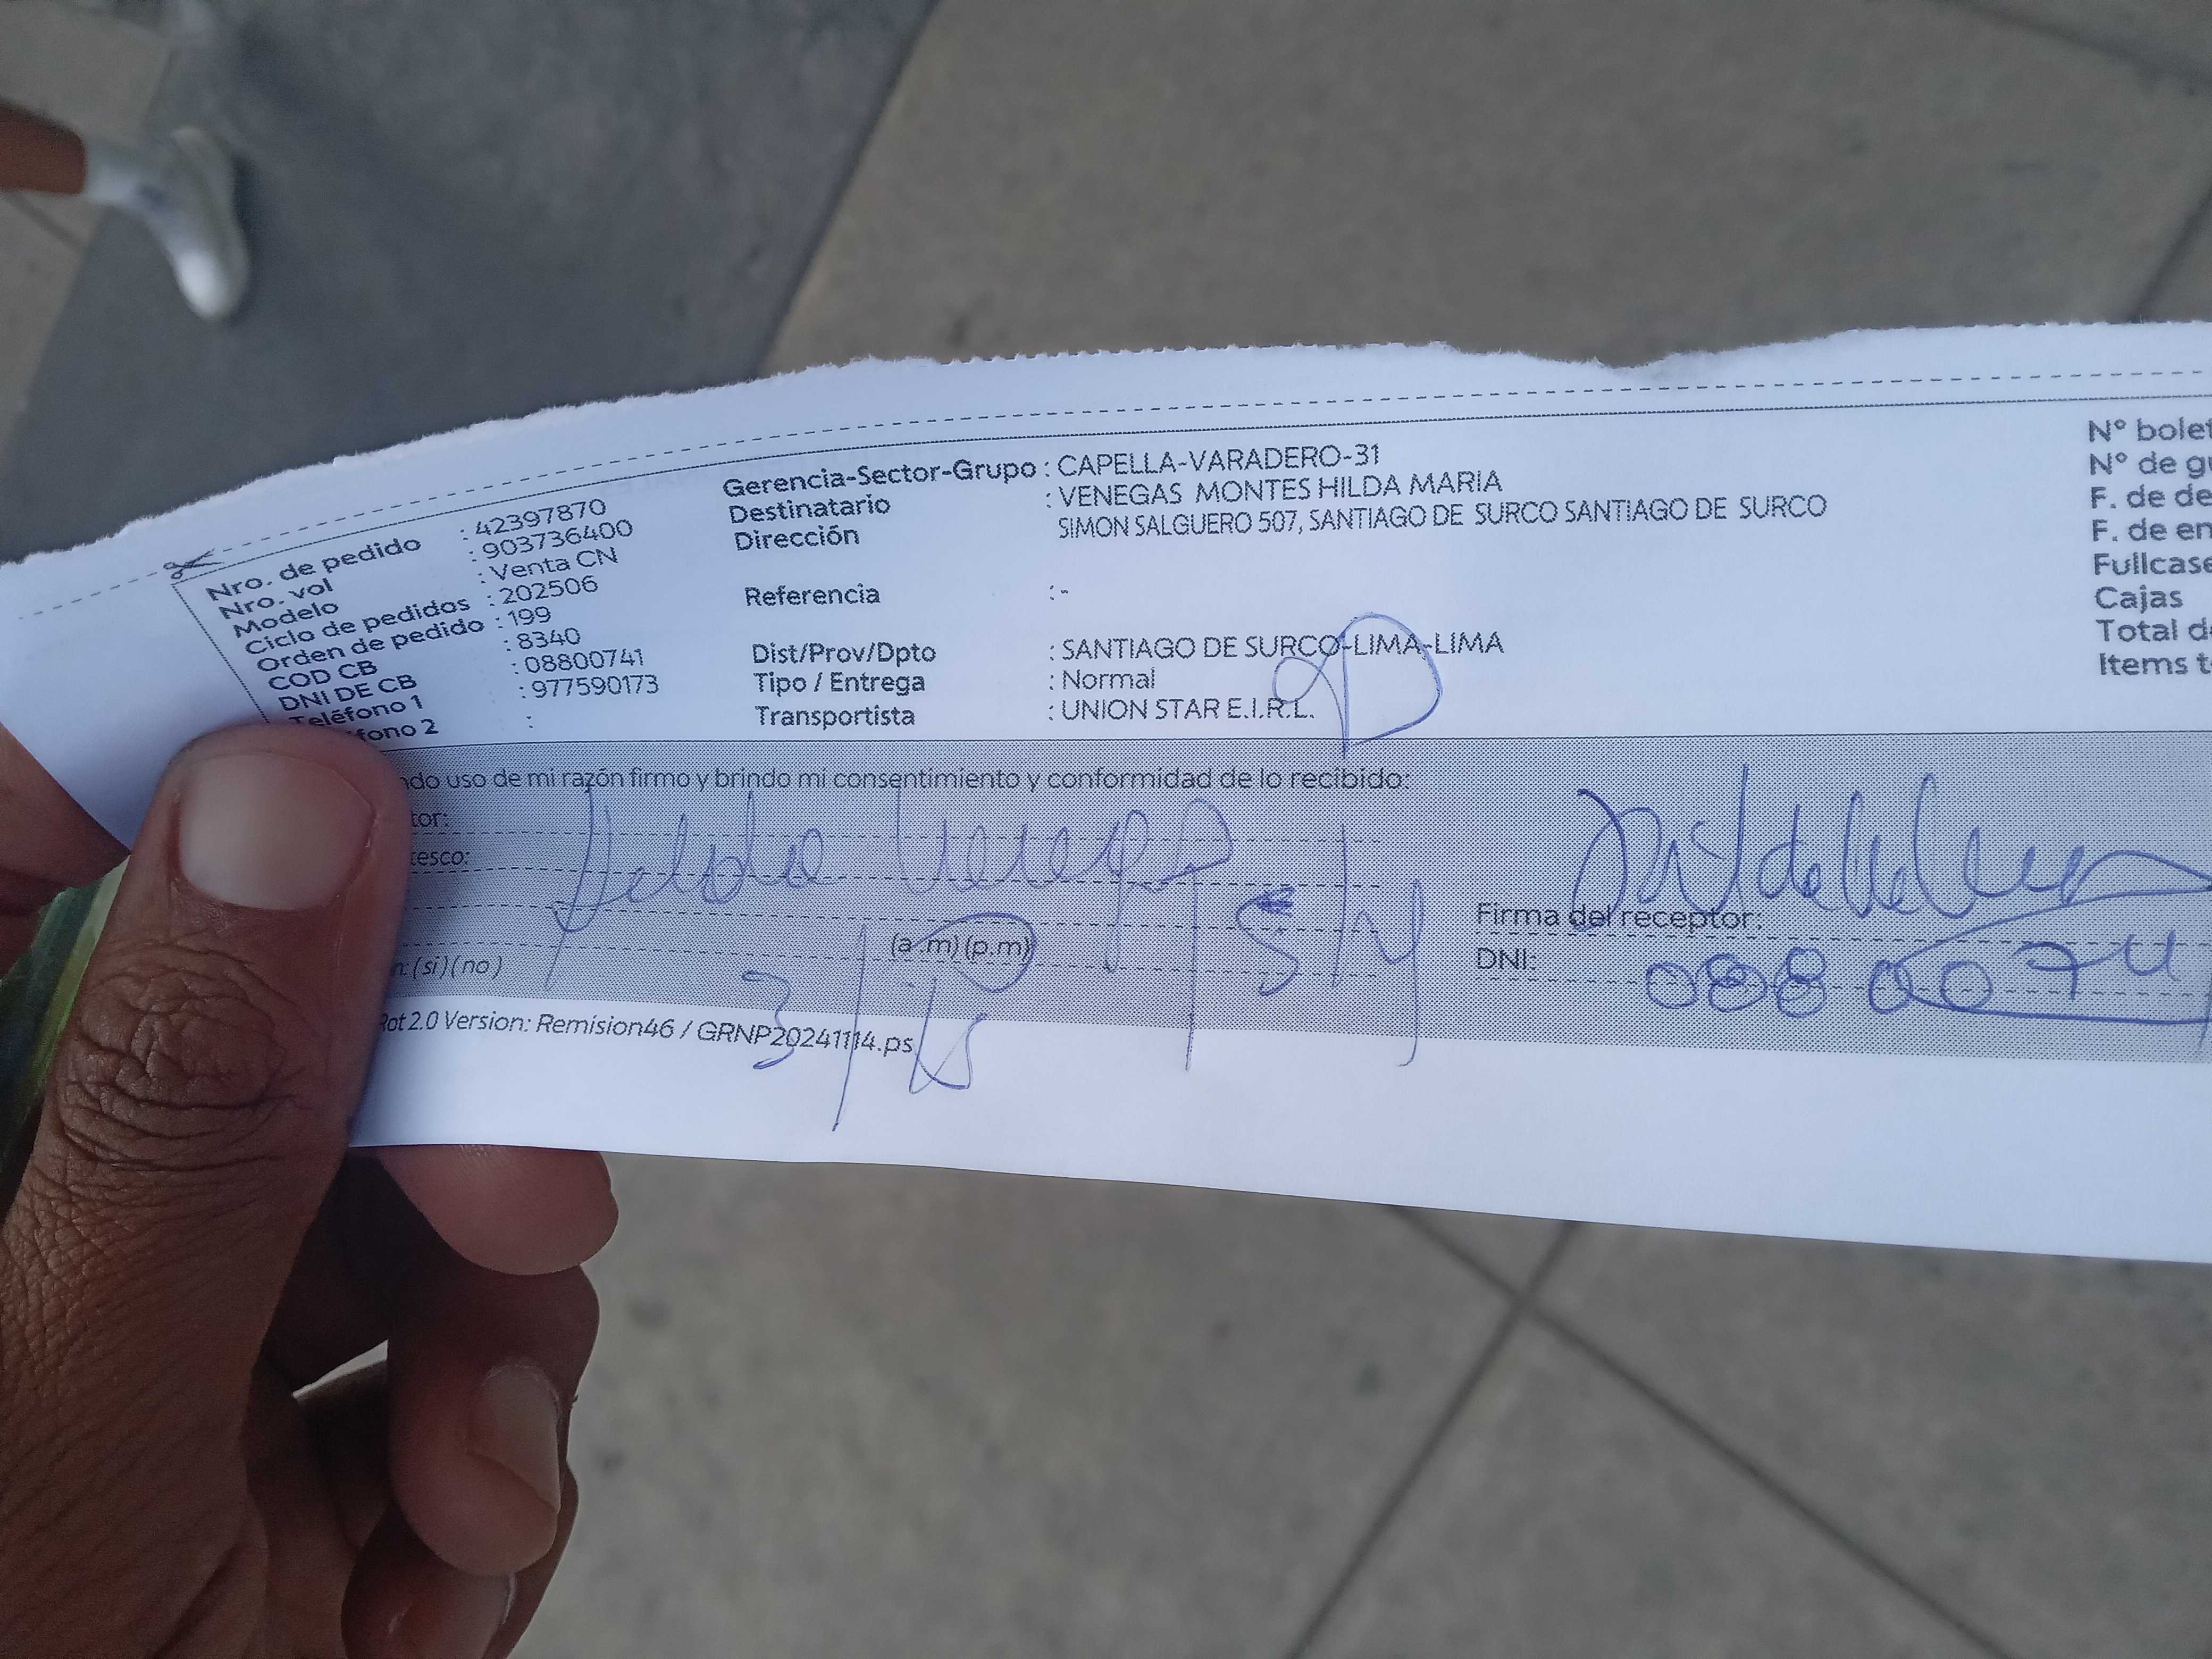 Nro. de pedido : 42397870
Nro. vol : 903736400
Modelo : Venta CN
Ciclo de pedidos : 202506
Orden de pedido : 199
COD CB : 8340
DNI DE CB : 08800741
Teléfono 1 : 977590173
fono 2 :
Gerencia-Sector-Grupo : CAPELLA-VARADERO-31
Destinatario : VENEGAS MONTES HILDA MARIA
Dirección SIMON SALGUERO 507, SANTIAGO DE SURCO SANTIAGO DE SURCO
Referencia :-
Dist/Prov/Dpto : SANTIAGO DE SURCO-LIMA-LIMA
Tipo / Entrega : Normal
Transportista : UNION STAR E.I.R.L.
N° bolet
N° de gu
F. de de
F. de en
Fullcase
Cajas
Total d
Items t
ndo uso de mi razón firmo y brindo mi consentimiento y conformidad de lo recibido:
tor:
tesco:
(a.m) (p.m)
n: (si) (no)
Firma del receptor:
DNI: 0880074
Rot 2.0 Version: Remision46 / GRNP20241114.ps